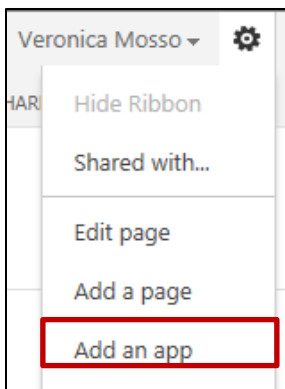 Veronica Mosso
HAR
Hide Ribbon
Shared with...
Edit page
Add a page
Add an app